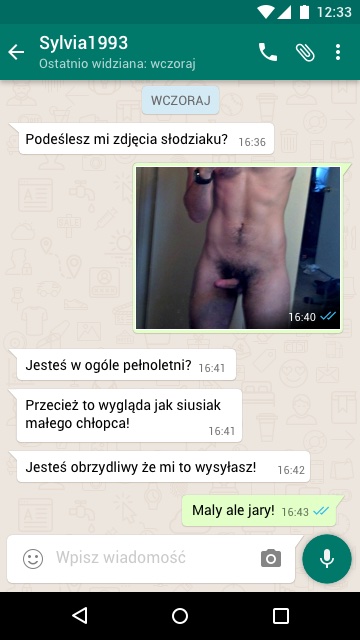 12:33
Sylvia1993
Ostatnio widziana: wczoraj
WCZORAJ
Podeślesz mi zdjęcia słodziaku? 16:36
16:40
Jesteś w ogóle pełnoletni? 16:41
Przecież to wygląda jak siusiak
małego chłopca!
16:41
Jesteś obrzydliwy że mi to wysyłasz! 16:42
Maly ale jary! 16:43
Wpisz wiadomość